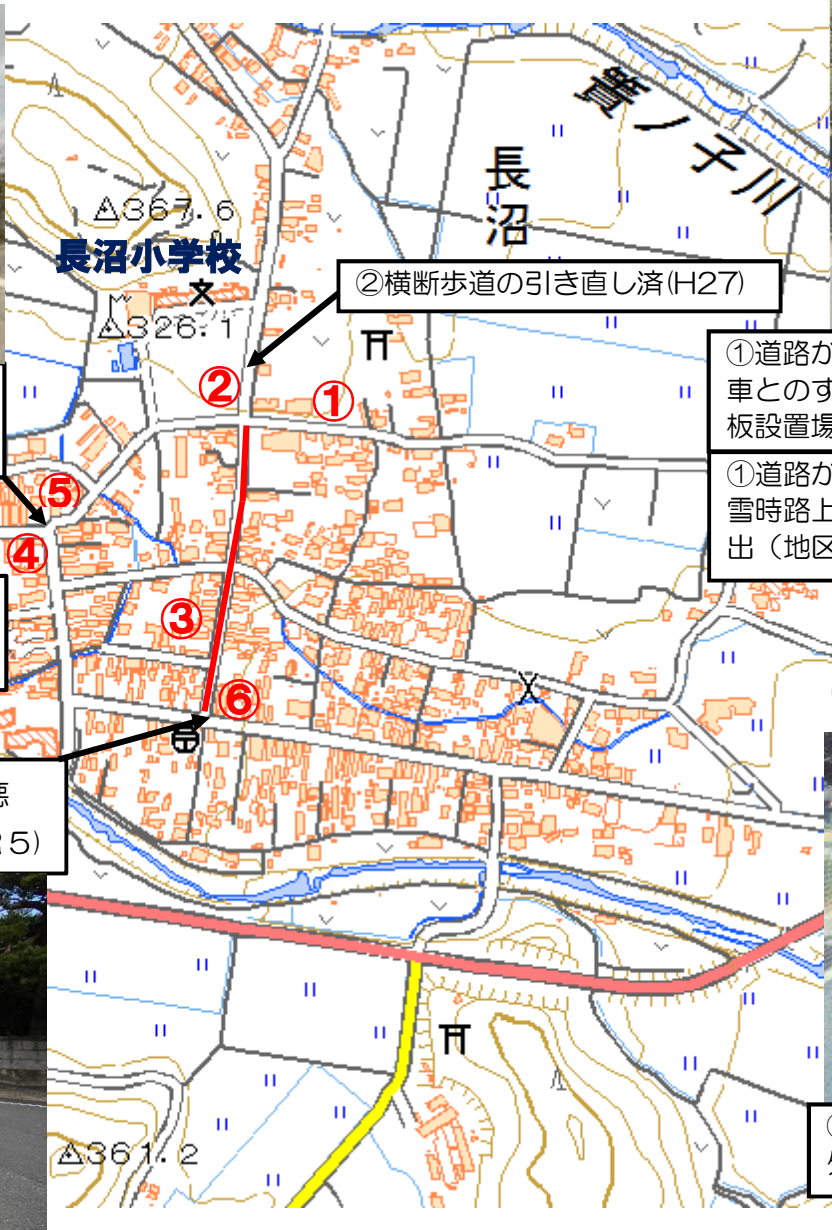 簀ノ子川
長沼
△367.6
長沼小学校
△326.1
②横断歩道の引き直し済(H27)
②
①
①道路が
車とのす
板設置場
①道路が
雪時路上
出（地区
⑤
④
③
⑥
5)
△361.2